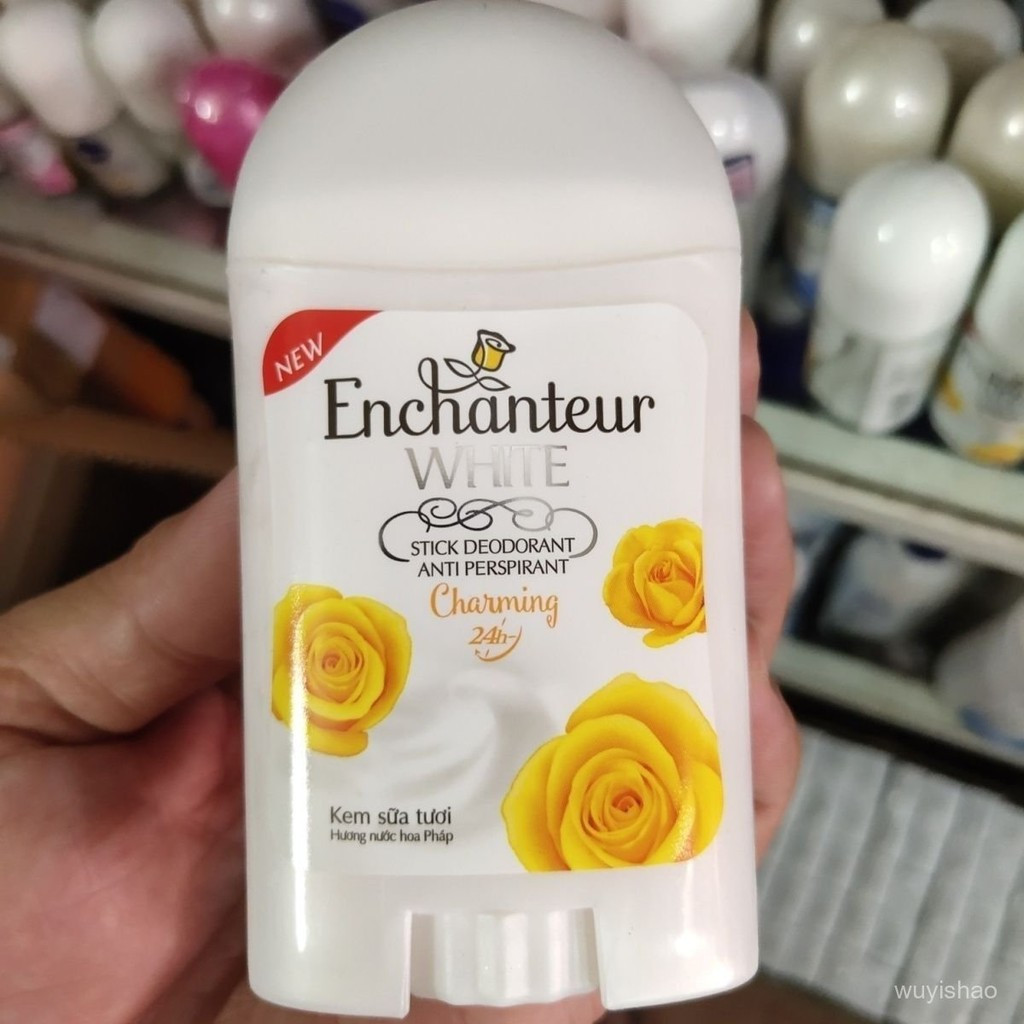 NEW
Enchanteur
WHITE
STICK DEODORANT
ANTI PERSPIRANT
Charming
24h
Kem sữa tươi
Hương nước hoa Pháp
wuyishao